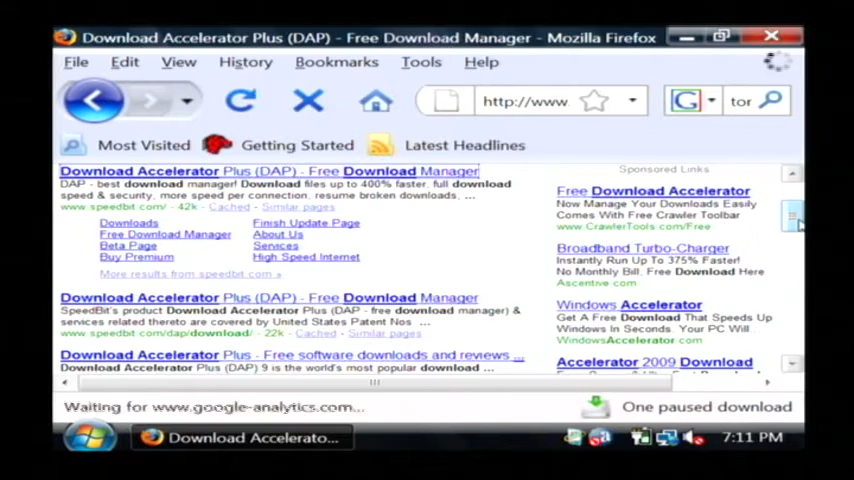 Download Accelerator Plus (DAP) - Free Download Manager - Mozilla Firefox
File Edit View History Bookmarks Tools Help
http://www. G tor
Most Visited Getting Started Latest Headlines
Download Accelerator Plus (DAP) - Free Download Manager
DAP - best download manager! Download files up to 400% faster, full download
speed & security, more speed per connection, resume broken downloads, ...
www.speedbit.com/ - 42k - Cached - Similar pages
Downloads
Free Download Manager
Beta Page
Buy Premium
Finish Update Page
About Us
Services
High Speed Internet
More results from speedbit.com »
Download Accelerator Plus (DAP) - Free Download Manager
SpeedBit's product Download Accelerator Plus (DAP - free download manager) &
services related thereto are covered by United States Patent Nos ...
www.speedbit.com/dap/download/ - 22k - Cached - Similar pages
Download Accelerator Plus - Free software downloads and reviews ...
Download Accelerator Plus (DAP) 9 is the world's most popular download ...
Sponsored Links
Free Download Accelerator
Now Manage Your Downloads Easily
Comes With Free Crawler Toolbar
www.CrawlerTools.com/Free
Broadband Turbo-Charger
Instantly Run Up To 375% Faster!
No Monthly Bill, Free Download Here
Ascentive.com
Windows Accelerator
Get A Free Download That Speeds Up
Windows In Seconds. Your PC Will...
WindowsAccelerator.com
Accelerator 2009 Download
Waiting for www.google-analytics.com... One paused download
Download Accelerato... 7:11 PM